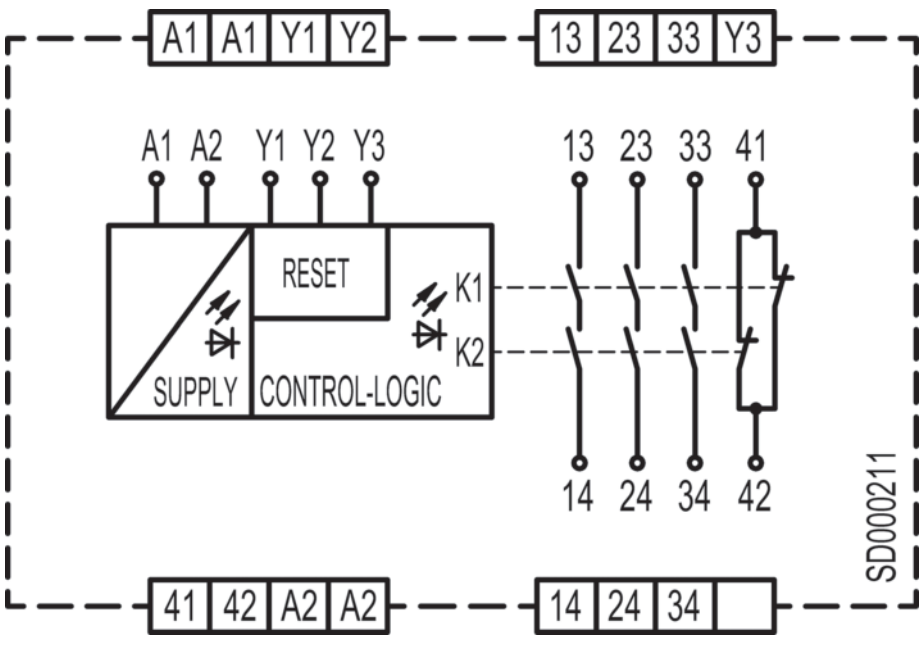 A1 A1 Y1 Y2 13 23 33 Y3
A1 A2 Y1 Y2 Y3 13 23 33 41
RESET
K1
K2
SUPPLY CONTROL-LOGIC
14 24 34 42
SD000211
41 42 A2 A2 14 24 34